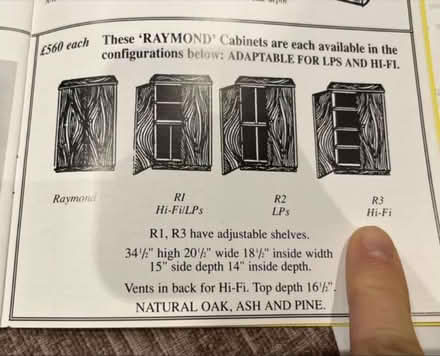 £560 each
These ‘RAYMOND’ Cabinets are each available in the
configurations below: ADAPTABLE FOR LPS AND HI-FI.
Raymond
R1
Hi-Fi/LPs
R2
LPs
R3
Hi-Fi
R1, R3 have adjustable shelves.
34½" high 20½" wide 18½" inside width
15" side depth 14" inside depth.
Vents in back for Hi-Fi. Top depth 16½".
NATURAL OAK, ASH AND PINE.